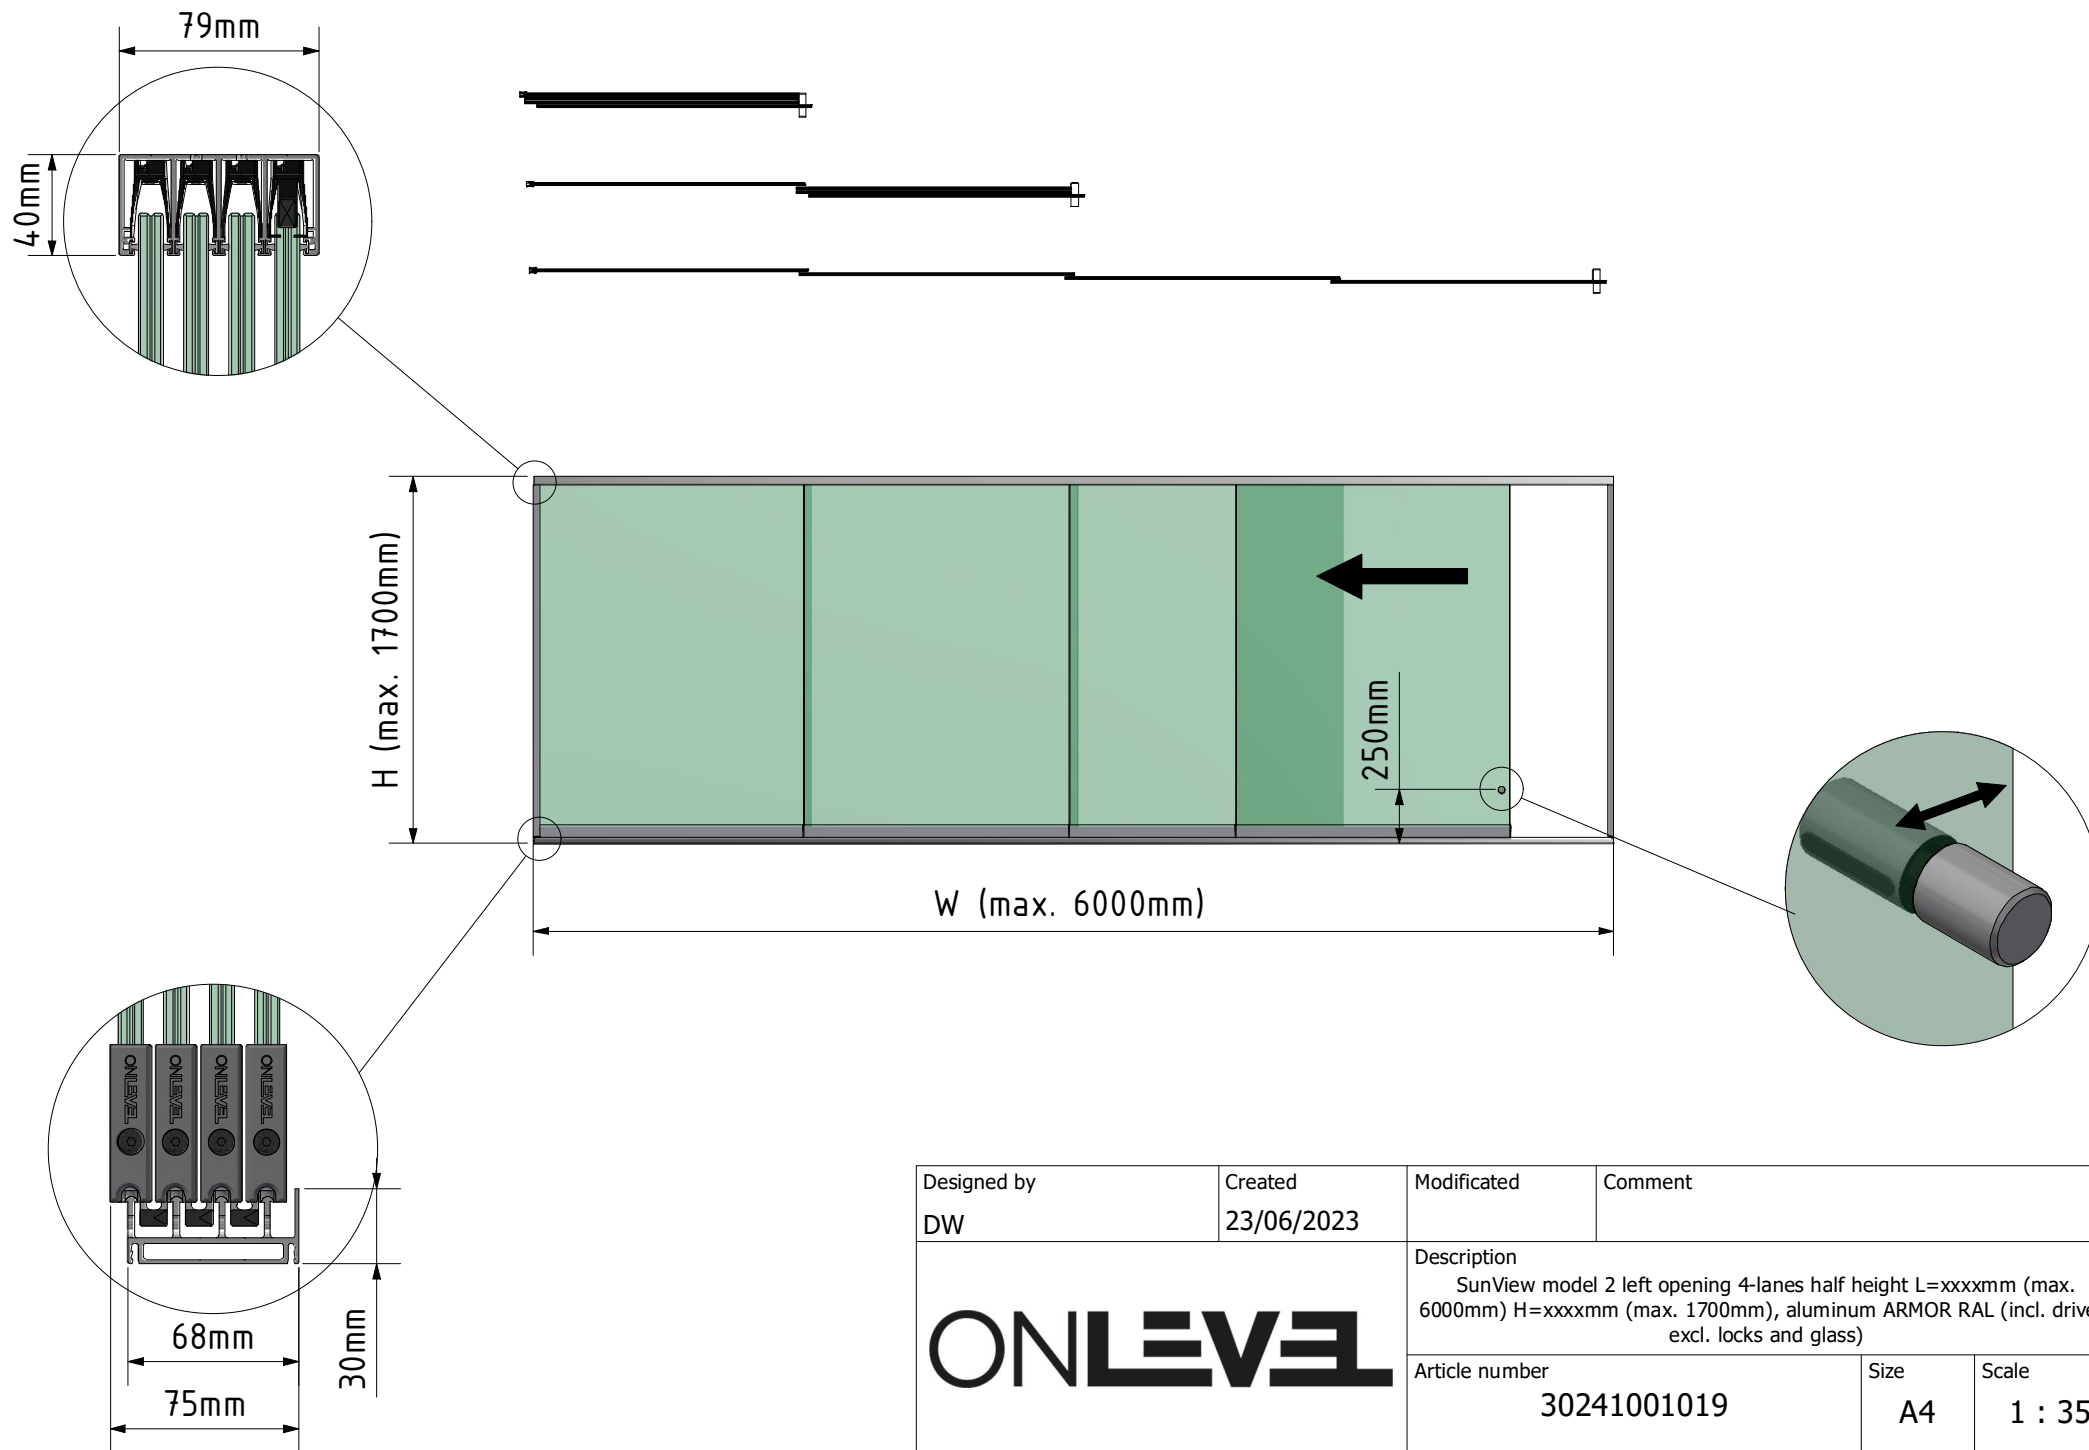 79mm
40mm
H (max. 1700mm)
250mm
W (max. 6000mm)
ONLEVEL
ONLEVEL
ONLEVEL
ONLEVEL
68mm
75mm
30mm
Designed by
DW
Created
23/06/2023
Modificated
Comment
ONLEVEL
Description
SunView model 2 left opening 4-lanes half height L=xxxxmm (max.
6000mm) H=xxxxmm (max. 1700mm), aluminum ARMOR RAL (incl. drive
excl. locks and glass)
Article number
30241001019
Size
A4
Scale
1 : 35